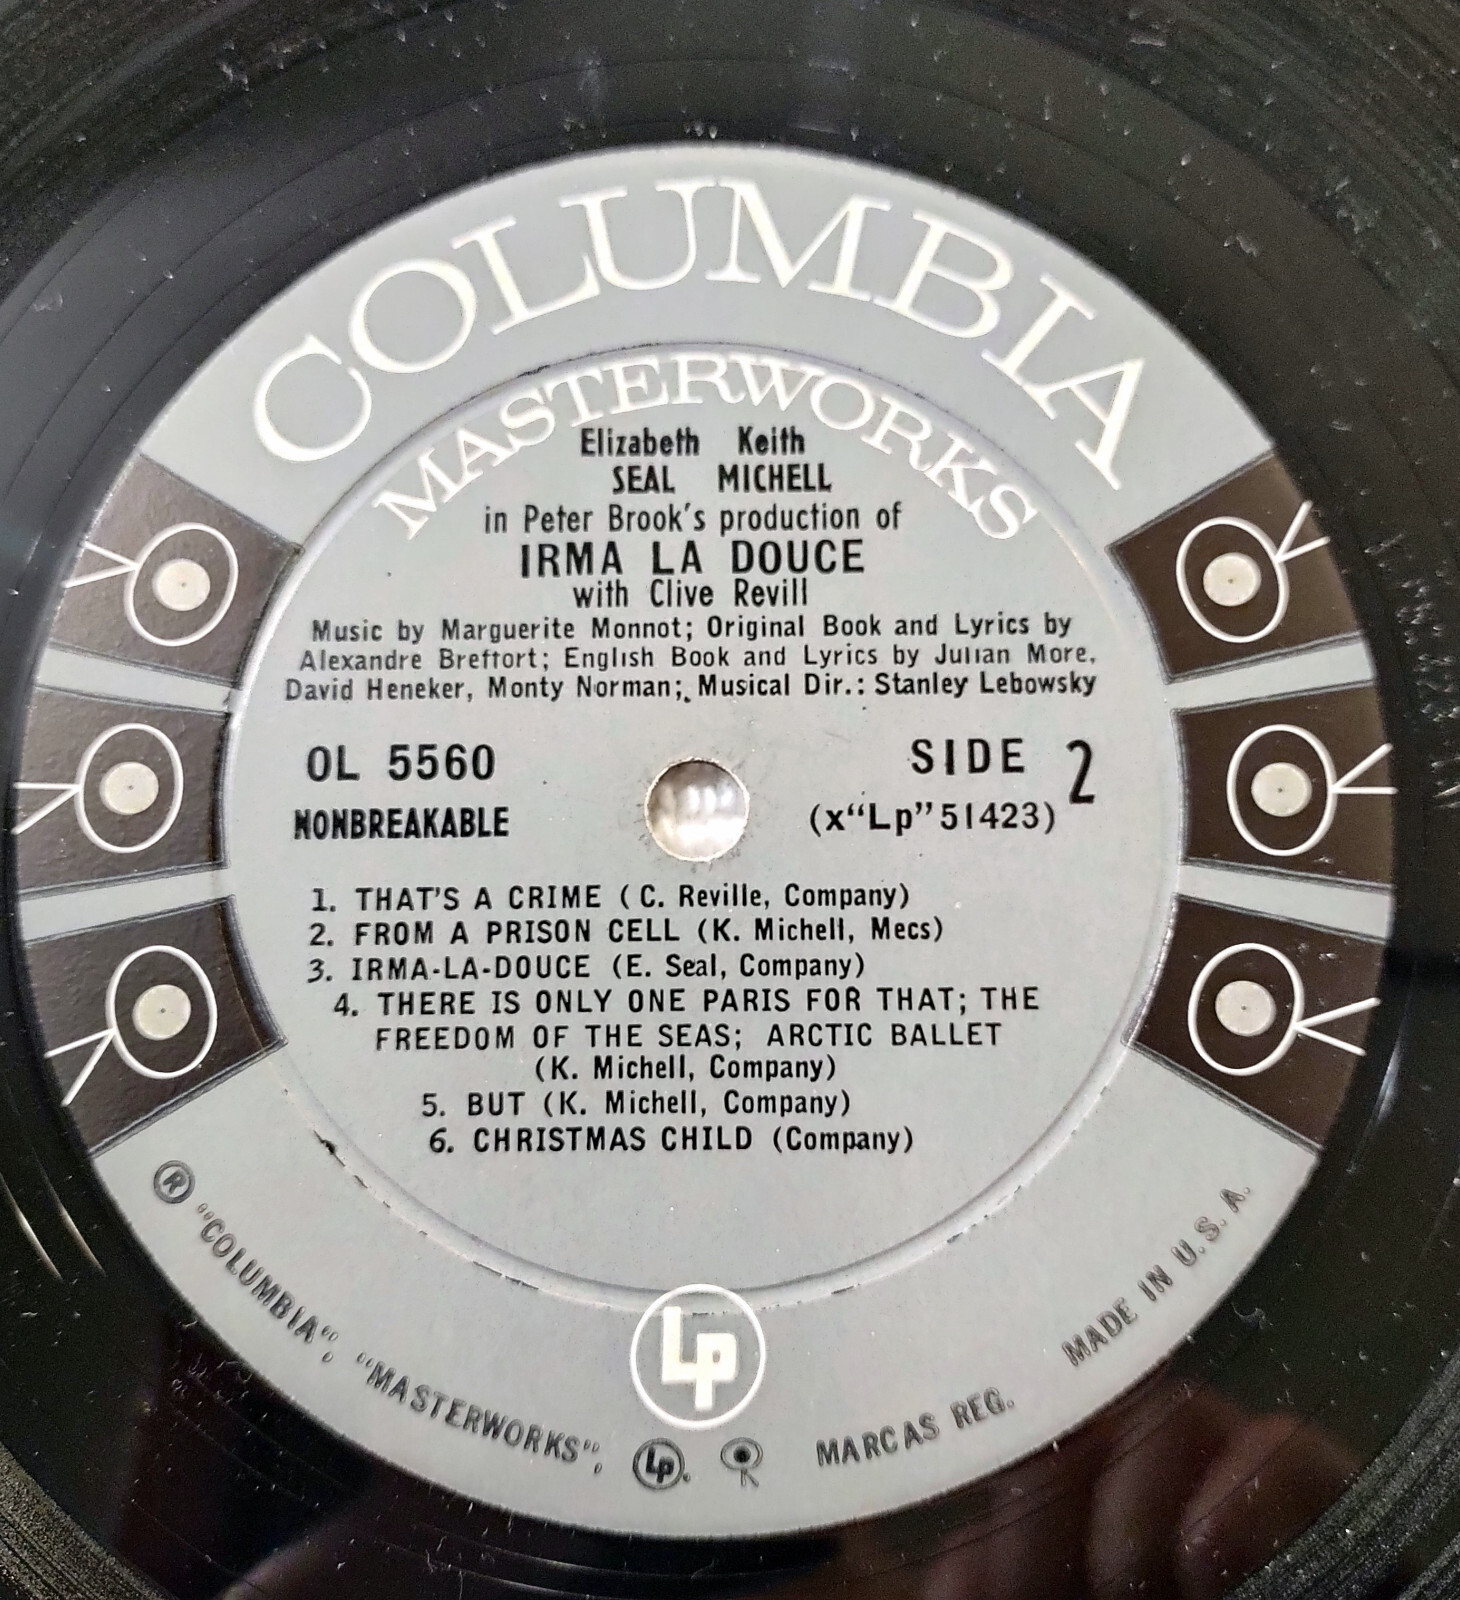 COLUMBIA
MASTERWORKS
Elizabeth Keith
SEAL MICHELL
in Peter Brook's production of
IRMA LA DOUCE
with Clive Revill
Music by Marguerite Monnot; Original Book and Lyrics by
Alexandre Breffort; English Book and Lyrics by Julian More,
David Heneker, Monty Norman; Musical Dir.: Stanley Lebowsky
OL 5560
SIDE 2
NONBREAKABLE
(x“Lp”51423)
1. THAT'S A CRIME (C. Reville, Company)
2. FROM A PRISON CELL (K. Michell, Mecs)
3. IRMA-LA-DOUCE (E. Seal, Company)
4. THERE IS ONLY ONE PARIS FOR THAT; THE
FREEDOM OF THE SEAS; ARCTIC BALLET
(K. Michell, Company)
5. BUT (K. Michell, Company)
6. CHRISTMAS CHILD (Company)
Lp
® “COLUMBIA”, “MASTERWORKS”, Lp. MARCAS REG. MADE IN U.S.A.